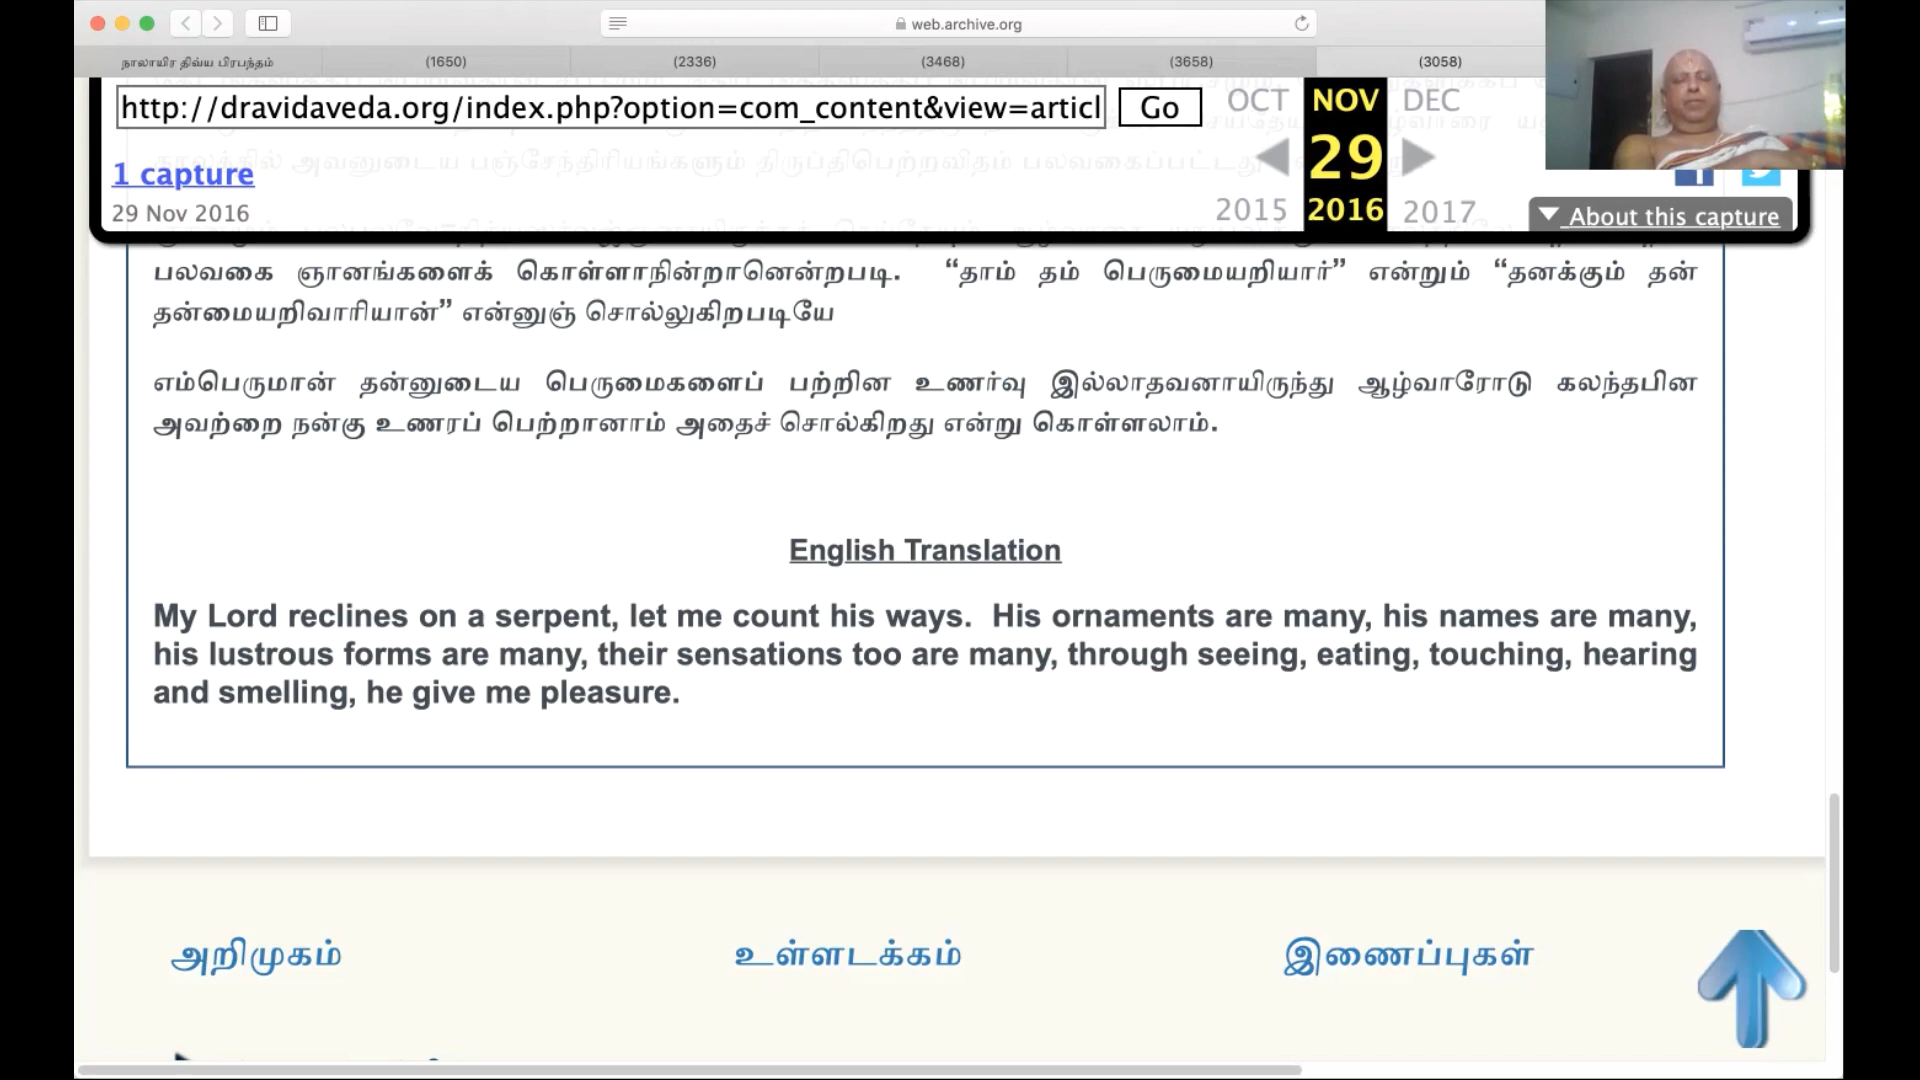 web.archive.org
நாலாயிர திவ்ய பிரபந்தம் (1650) (2336) (3468) (3658) (3058)
http://dravidaveda.org/index.php?option=com_content&view=articl Go OCT NOV DEC
29
1 capture
29 Nov 2016 2015 2016 2017 About this capture
பலவகை ஞானங்களைக் கொள்ளாநின்றானென்றபடி. “தாம் தம் பெருமையறியார்” என்றும் “தனக்கும் தன்
தன்மையறிவாரியான்” என்னுஞ் சொல்லுகிறபடியே
எம்பெருமான் தன்னுடைய பெருமைகளைப் பற்றின உணர்வு இல்லாதவனாயிருந்து ஆழ்வாரோடு கலந்தபின
அவற்றை நன்கு உணரப் பெற்றானாம் அதைச் சொல்கிறது என்று கொள்ளலாம்.
English Translation
My Lord reclines on a serpent, let me count his ways. His ornaments are many, his names are many,
his lustrous forms are many, their sensations too are many, through seeing, eating, touching, hearing
and smelling, he give me pleasure.
அறிமுகம் உள்ளடக்கம் இணைப்புகள்